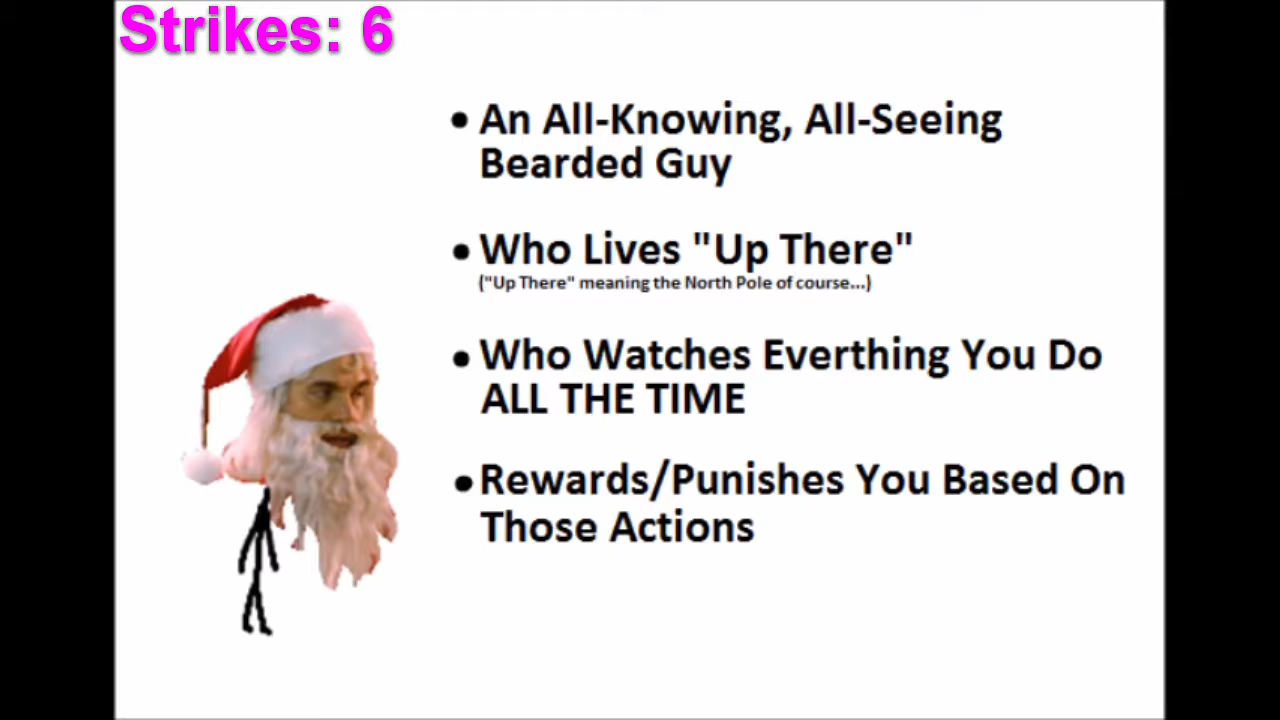 Strikes: 6
• An All-Knowing, All-Seeing
Bearded Guy
• Who Lives "Up There"
("Up There" meaning the North Pole of course...)
• Who Watches Everthing You Do
ALL THE TIME
• Rewards/Punishes You Based On
Those Actions